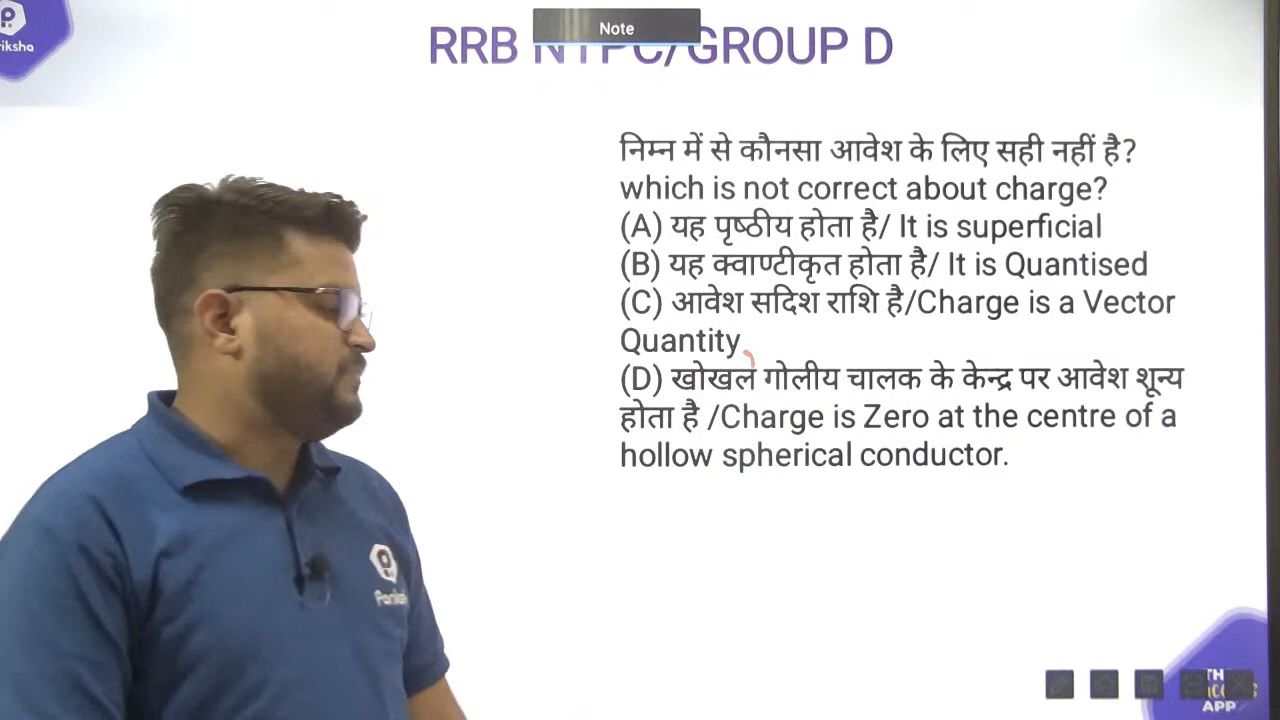 Note
RRB NTPC/GROUP D
riksha
निम्न में से कौनसा आवेश के लिए सही नहीं है?
which is not correct about charge?
(A) यह पृष्ठीय होता है/ It is superficial
(B) यह क्वाण्टीकृत होता है/ It is Quantised
(C) आवेश सदिश राशि है/Charge is a Vector
Quantity
(D) खोखले गोलीय चालक के केन्द्र पर आवेश शून्य
होता है /Charge is Zero at the centre of a
hollow spherical conductor.
APP